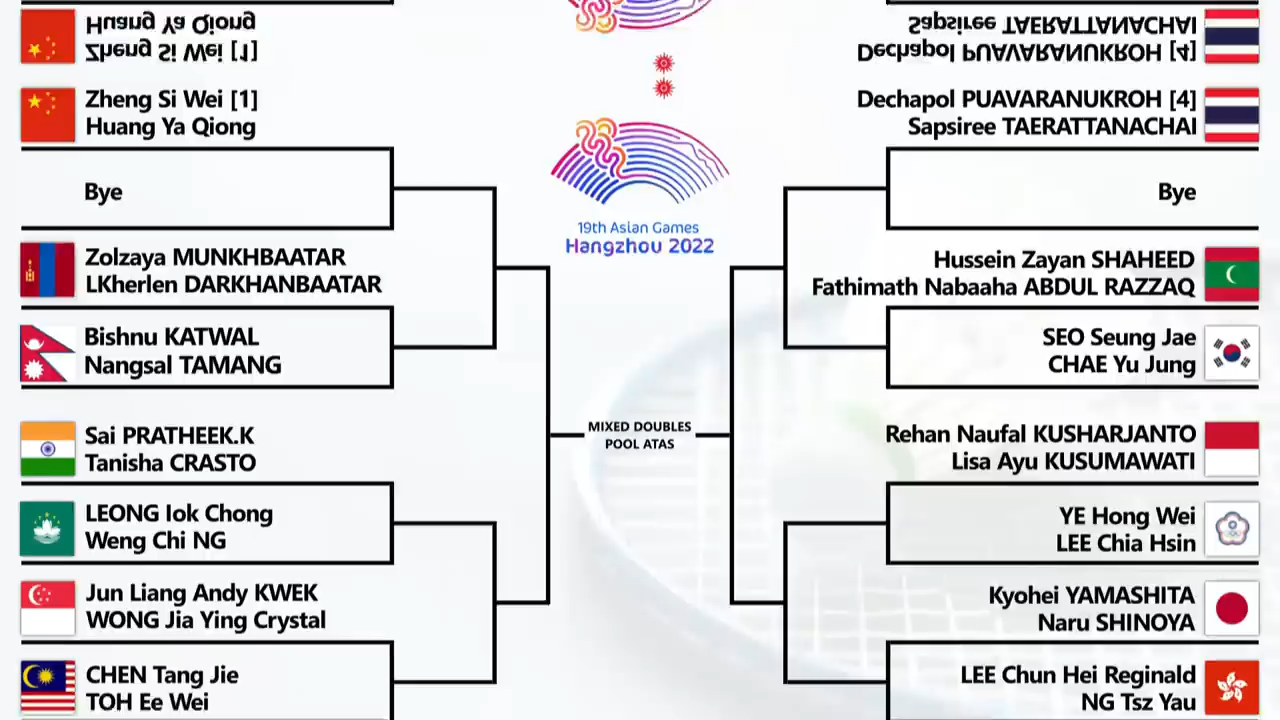 Huang Ya Qiong
Zheng Si Wei [1]
Sapsiree TAERATTANACHAI
Dechapol PUAVARANUKROH [4]
Zheng Si Wei [1]
Huang Ya Qiong
Dechapol PUAVARANUKROH [4]
Sapsiree TAERATTANACHAI
Bye
Bye
19th Asian Games
Hangzhou 2022
Zolzaya MUNKHBAATAR
LKherlen DARKHANBAATAR
Hussein Zayan SHAHEED
Fathimath Nabaaha ABDUL RAZZAQ
Bishnu KATWAL
Nangsal TAMANG
SEO Seung Jae
CHAE Yu Jung
MIXED DOUBLES
POOL ATAS
Sai PRATHEEK.K
Tanisha CRASTO
Rehan Naufal KUSHARJANTO
Lisa Ayu KUSUMAWATI
LEONG Iok Chong
Weng Chi NG
YE Hong Wei
LEE Chia Hsin
Jun Liang Andy KWEK
WONG Jia Ying Crystal
Kyohei YAMASHITA
Naru SHINOYA
CHEN Tang Jie
TOH Ee Wei
LEE Chun Hei Reginald
NG Tsz Yau